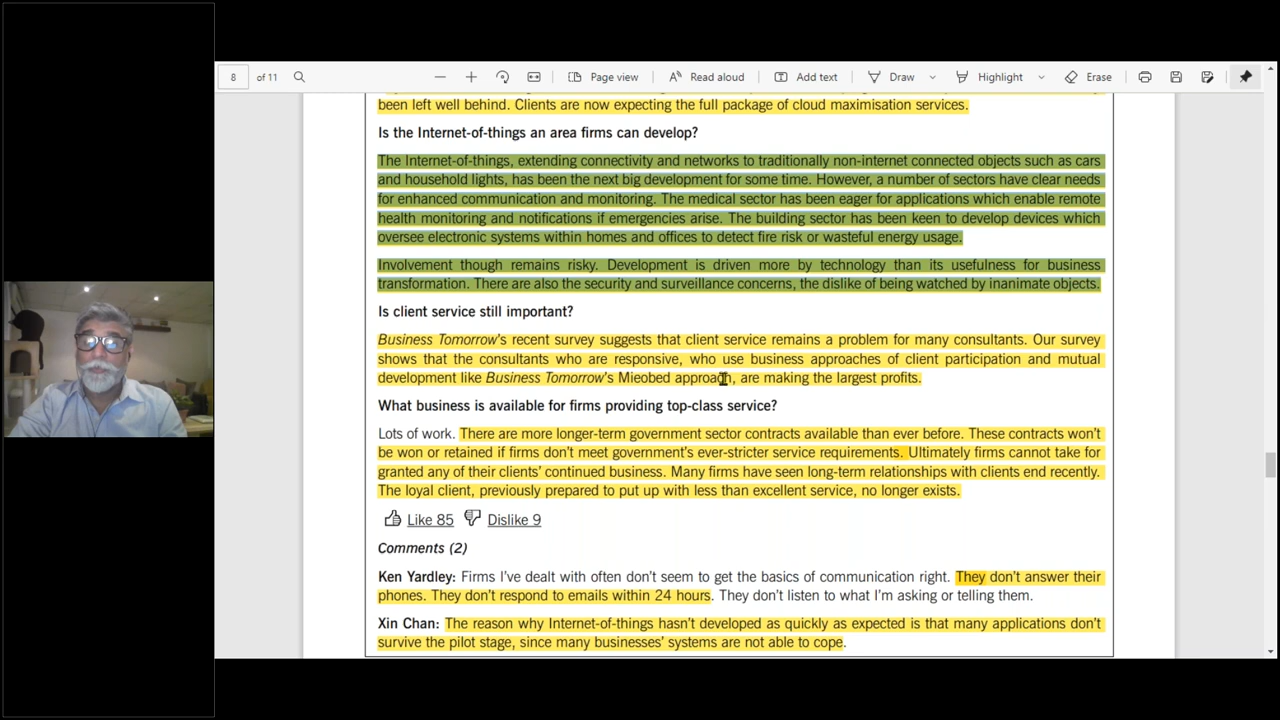 8 of 11
Page view
Read aloud
Add text
Draw
Highlight
Erase
been left well behind. Clients are now expecting the full package of cloud maximisation services.
Is the Internet-of-things an area firms can develop?
The Internet-of-things, extending connectivity and networks to traditionally non-internet connected objects such as cars
and household lights, has been the next big development for some time. However, a number of sectors have clear needs
for enhanced communication and monitoring. The medical sector has been eager for applications which enable remote
health monitoring and notifications if emergencies arise. The building sector has been keen to develop devices which
oversee electronic systems within homes and offices to detect fire risk or wasteful energy usage.
Involvement though remains risky. Development is driven more by technology than its usefulness for business
transformation. There are also the security and surveillance concerns, the dislike of being watched by inanimate objects.
Is client service still important?
Business Tomorrow's recent survey suggests that client service remains a problem for many consultants. Our survey
shows that the consultants who are responsive, who use business approaches of client participation and mutual
development like Business Tomorrow's Mieobed approach, are making the largest profits.
What business is available for firms providing top-class service?
Lots of work. There are more longer-term government sector contracts available than ever before. These contracts won't
be won or retained if firms don't meet government's ever-stricter service requirements. Ultimately firms cannot take for
granted any of their clients' continued business. Many firms have seen long-term relationships with clients end recently.
The loyal client, previously prepared to put up with less than excellent service, no longer exists.
Like 85 Dislike 9
Comments (2)
Ken Yardley: Firms I've dealt with often don't seem to get the basics of communication right. They don't answer their
phones. They don't respond to emails within 24 hours. They don't listen to what I'm asking or telling them.
Xin Chan: The reason why Internet-of-things hasn't developed as quickly as expected is that many applications don't
survive the pilot stage, since many businesses' systems are not able to cope.